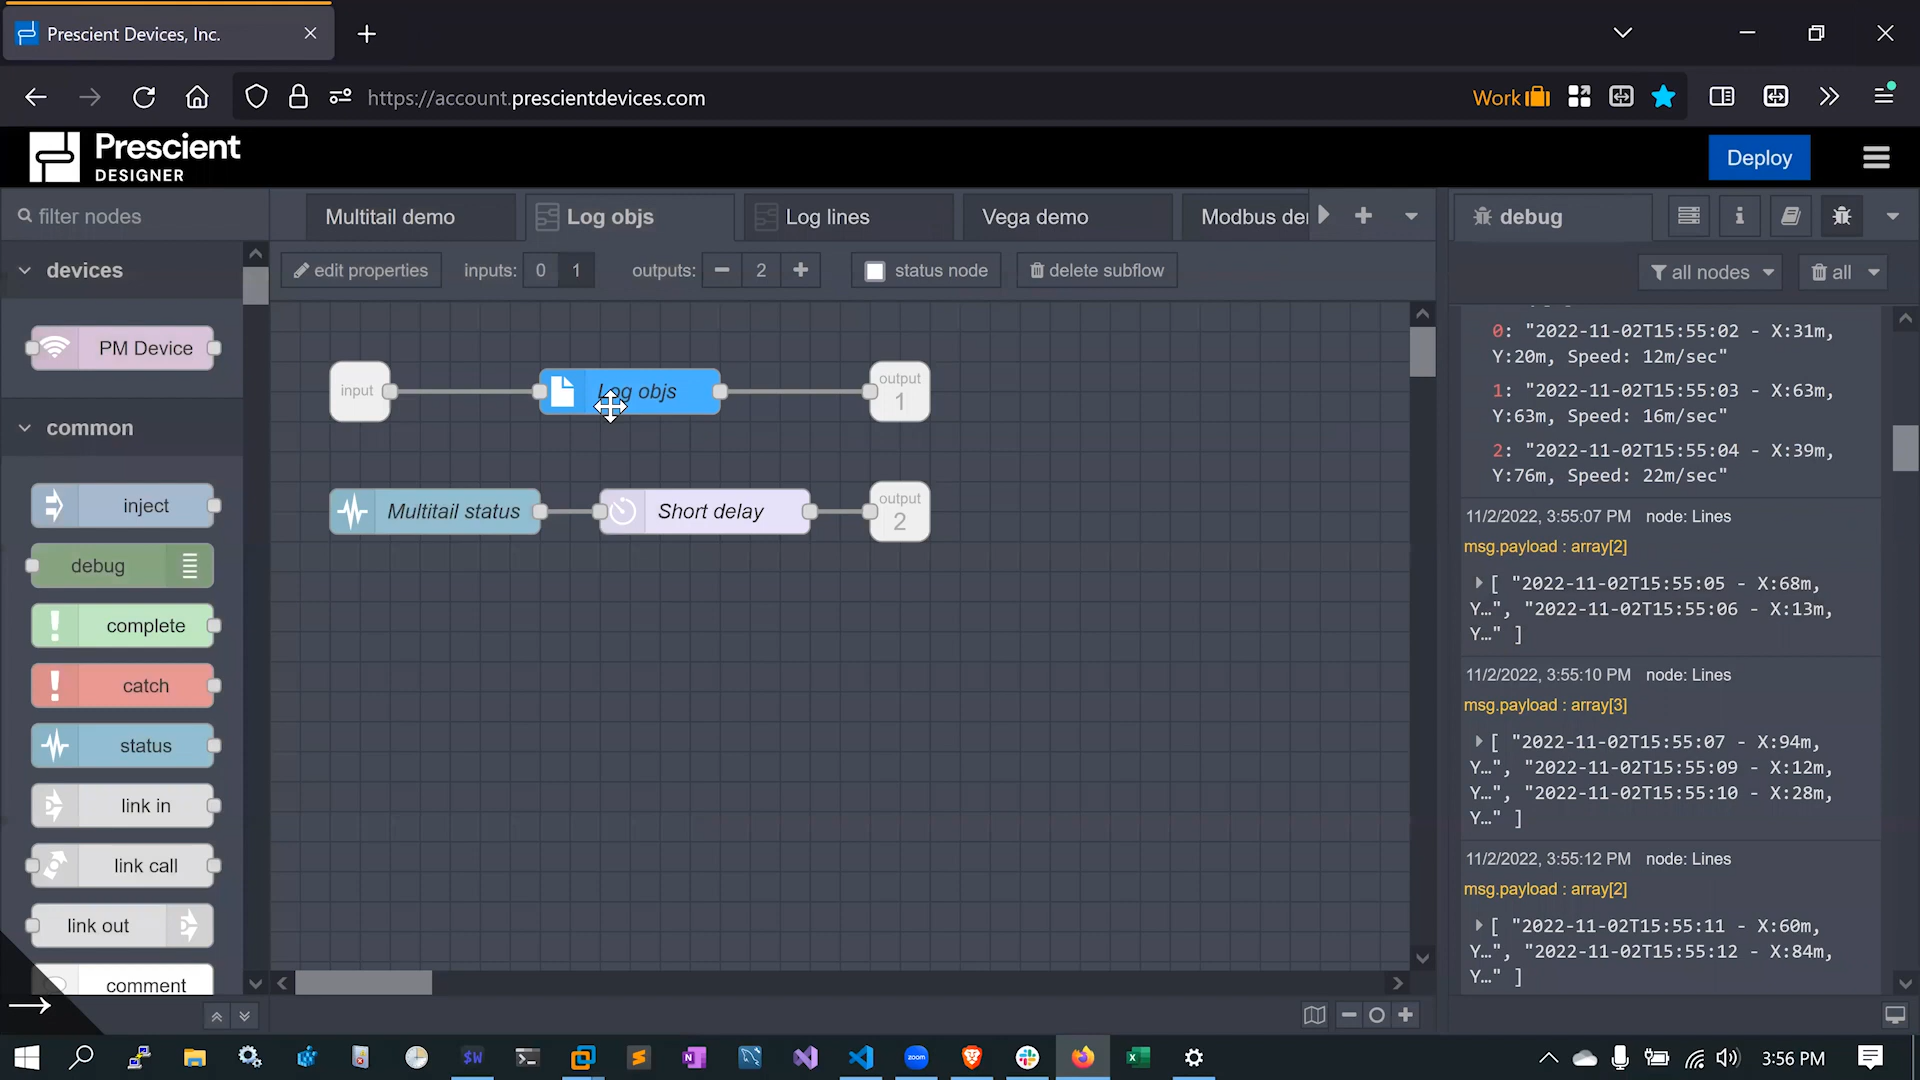 Prescient Devices, Inc.
https://account.prescientdevices.com
Work
Prescient
DESIGNER
Deploy
filter nodes
Multitail demo
Log objs
Log lines
Vega demo
Modbus der
debug
edit properties
inputs: 0 1
outputs: 2
status node
delete subflow
all nodes
all
devices
PM Device
common
inject
debug
complete
catch
status
link in
link call
link out
comment
input
Log objs
output
1
Multitail status
Short delay
output
2
0: "2022-11-02T15:55:02 - X:31m,
Y:20m, Speed: 12m/sec"
1: "2022-11-02T15:55:03 - X:63m,
Y:63m, Speed: 16m/sec"
2: "2022-11-02T15:55:04 - X:39m,
Y:76m, Speed: 22m/sec"
11/2/2022, 3:55:07 PM node: Lines
msg.payload : array[2]
[ "2022-11-02T15:55:05 - X:68m,
Y…", "2022-11-02T15:55:06 - X:13m,
Y…" ]
11/2/2022, 3:55:10 PM node: Lines
msg.payload : array[3]
[ "2022-11-02T15:55:07 - X:94m,
Y…", "2022-11-02T15:55:09 - X:12m,
Y…", "2022-11-02T15:55:10 - X:28m,
Y…" ]
11/2/2022, 3:55:12 PM node: Lines
msg.payload : array[2]
[ "2022-11-02T15:55:11 - X:60m,
Y…", "2022-11-02T15:55:12 - X:84m,
Y…" ]
$W
zoom
3:56 PM